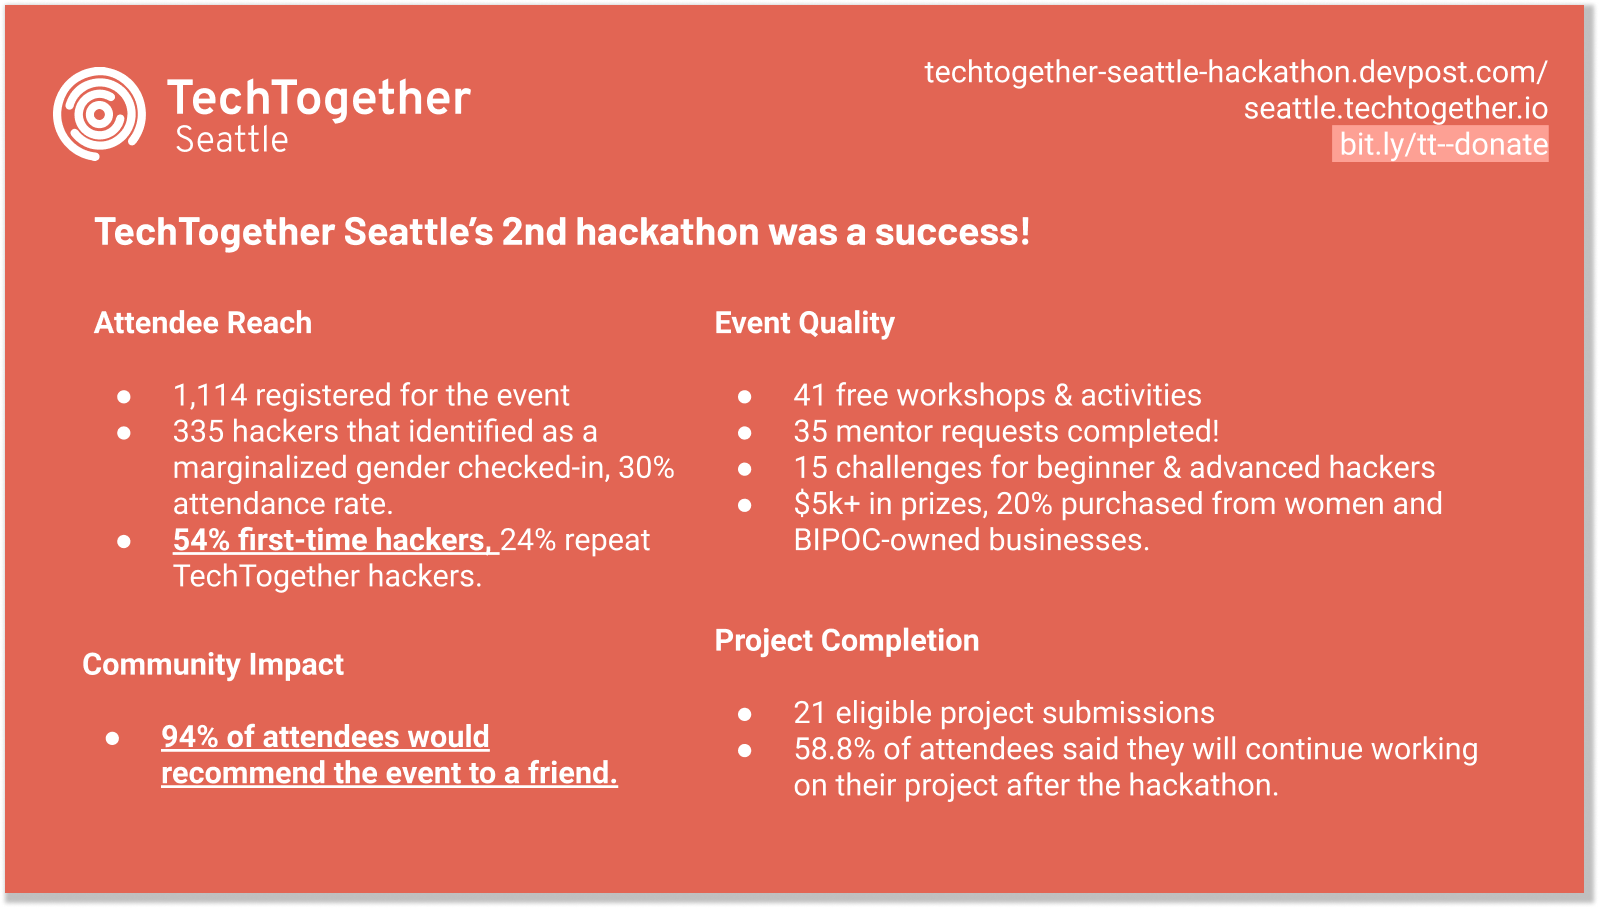 TechTogether
Seattle
techtogether-seattle-hackathon.devpost.com/
seattle.techtogether.io
bit.ly/tt--donate
TechTogether Seattle’s 2nd hackathon was a success!
Attendee Reach
● 1,114 registered for the event
● 335 hackers that identified as a
marginalized gender checked-in, 30%
attendance rate.
● 54% first-time hackers, 24% repeat
TechTogether hackers.
Community Impact
● 94% of attendees would
recommend the event to a friend.
Event Quality
● 41 free workshops & activities
● 35 mentor requests completed!
● 15 challenges for beginner & advanced hackers
● $5k+ in prizes, 20% purchased from women and
BIPOC-owned businesses.
Project Completion
● 21 eligible project submissions
● 58.8% of attendees said they will continue working
on their project after the hackathon.